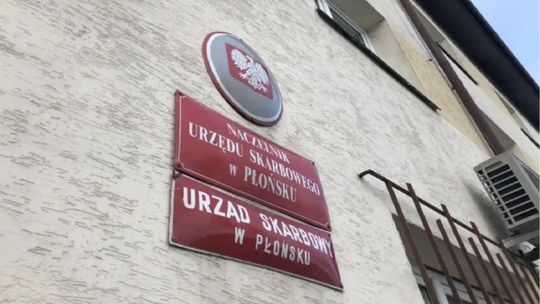 NACZELNIK
URZĘDU SKARBOWEGO
W PŁOŃSKU
URZĄD SKARBOWY
W PŁOŃSKU